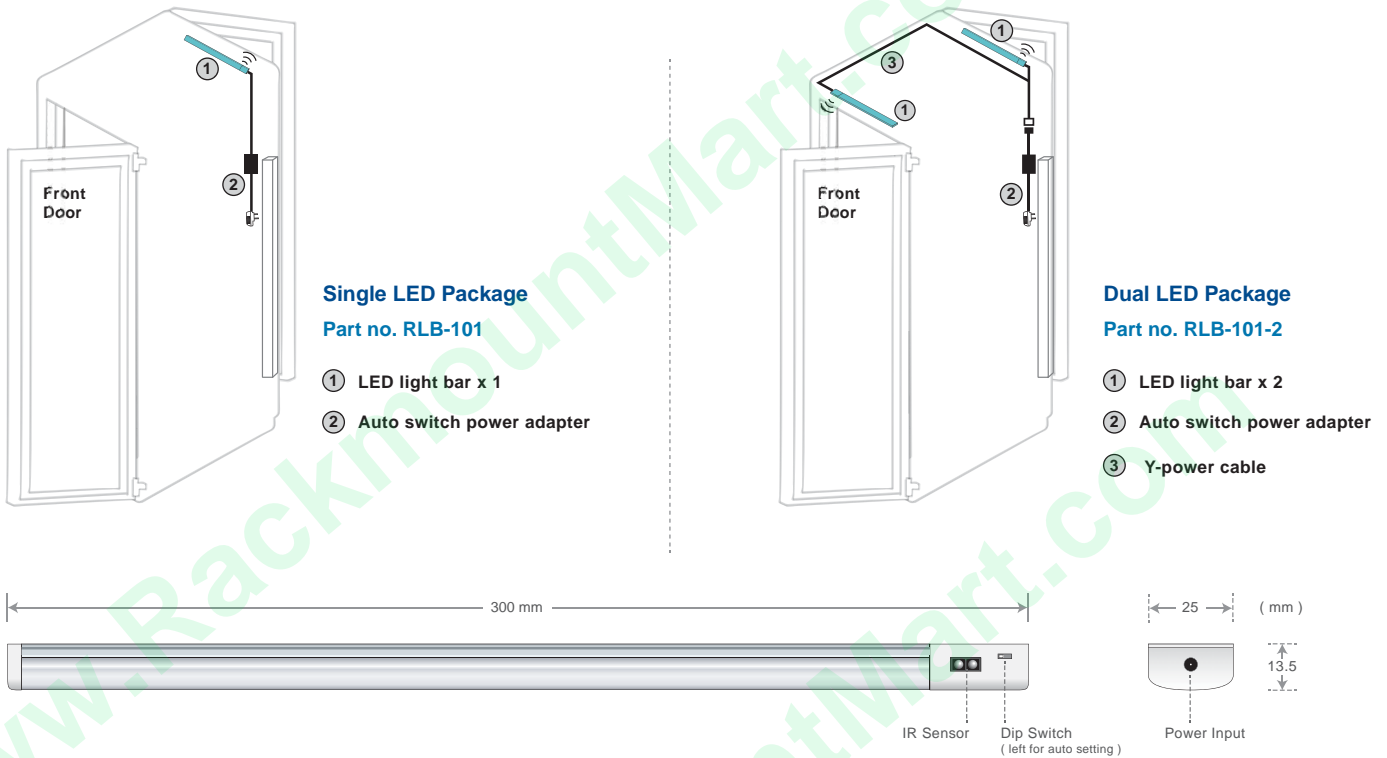 1
2
Front
Door
Single LED Package
Part no. RLB-101
1 LED light bar x 1
2 Auto switch power adapter
1
3
1
2
Front
Door
Dual LED Package
Part no. RLB-101-2
1 LED light bar x 2
2 Auto switch power adapter
3 Y-power cable
300 mm
25
( mm )
13.5
IR Sensor
Dip Switch
( left for auto setting )
Power Input
www.RackmountMart.com
ntMart.com